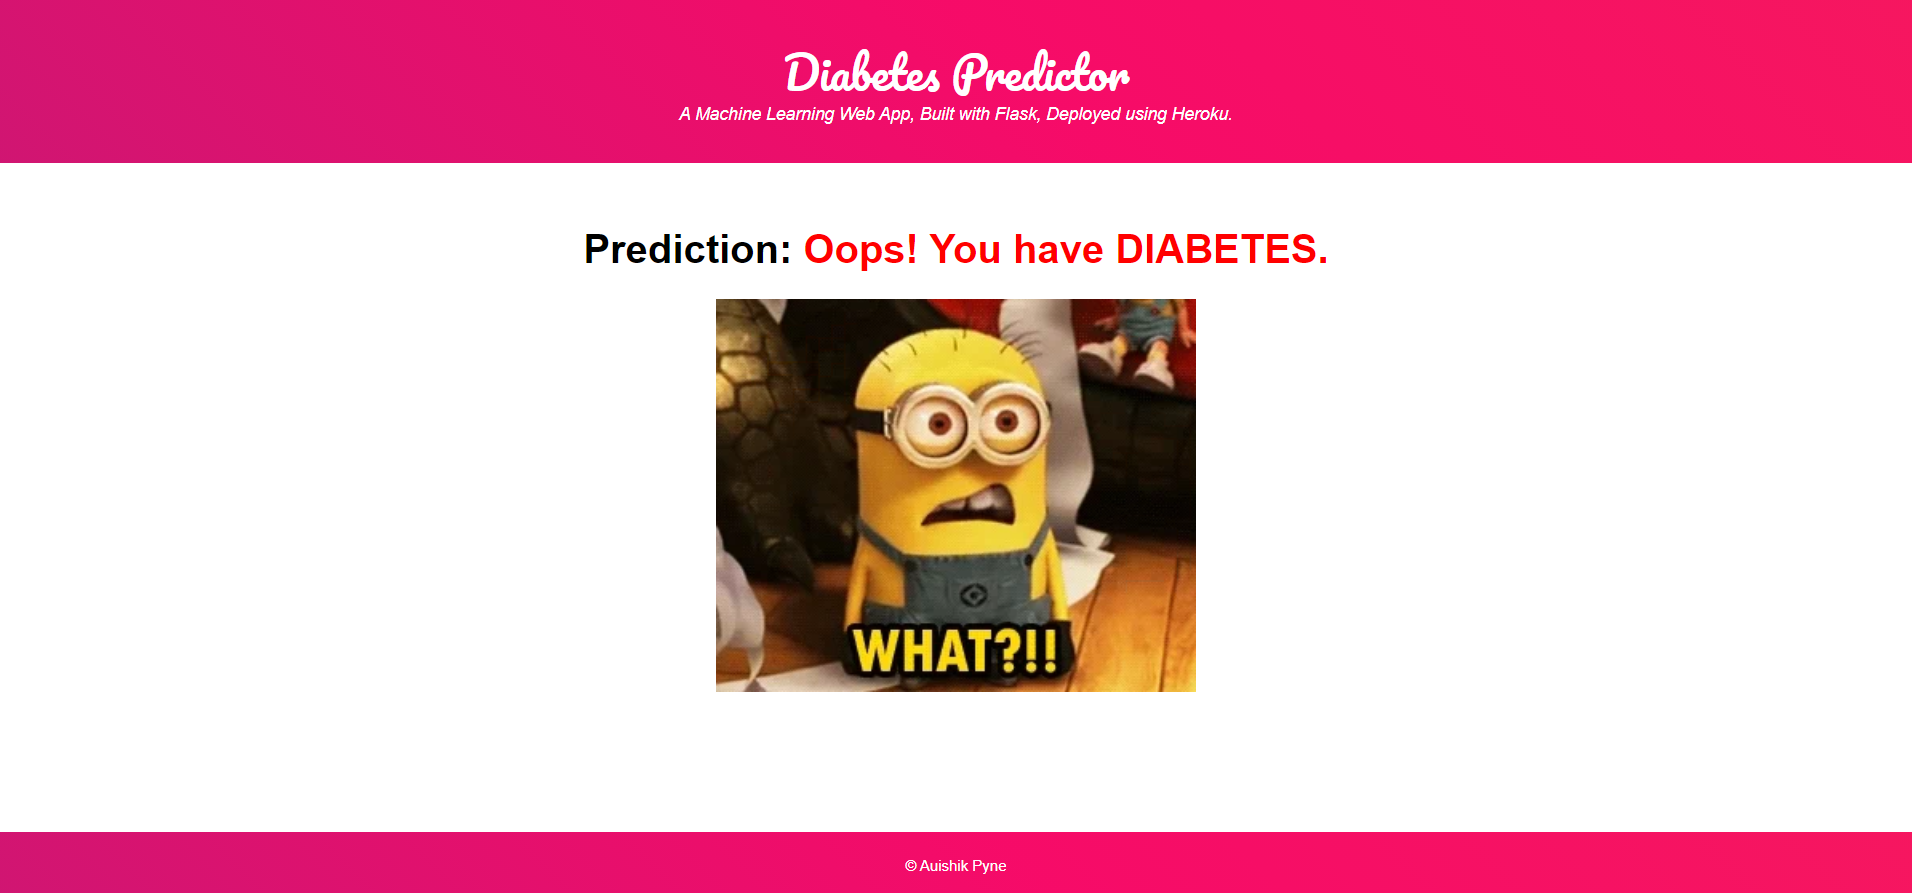 Diabetes Predictor
A Machine Learning Web App, Built with Flask, Deployed using Heroku.
Prediction: Oops! You have DIABETES.
WHAT?!!
© Auishik Pyne